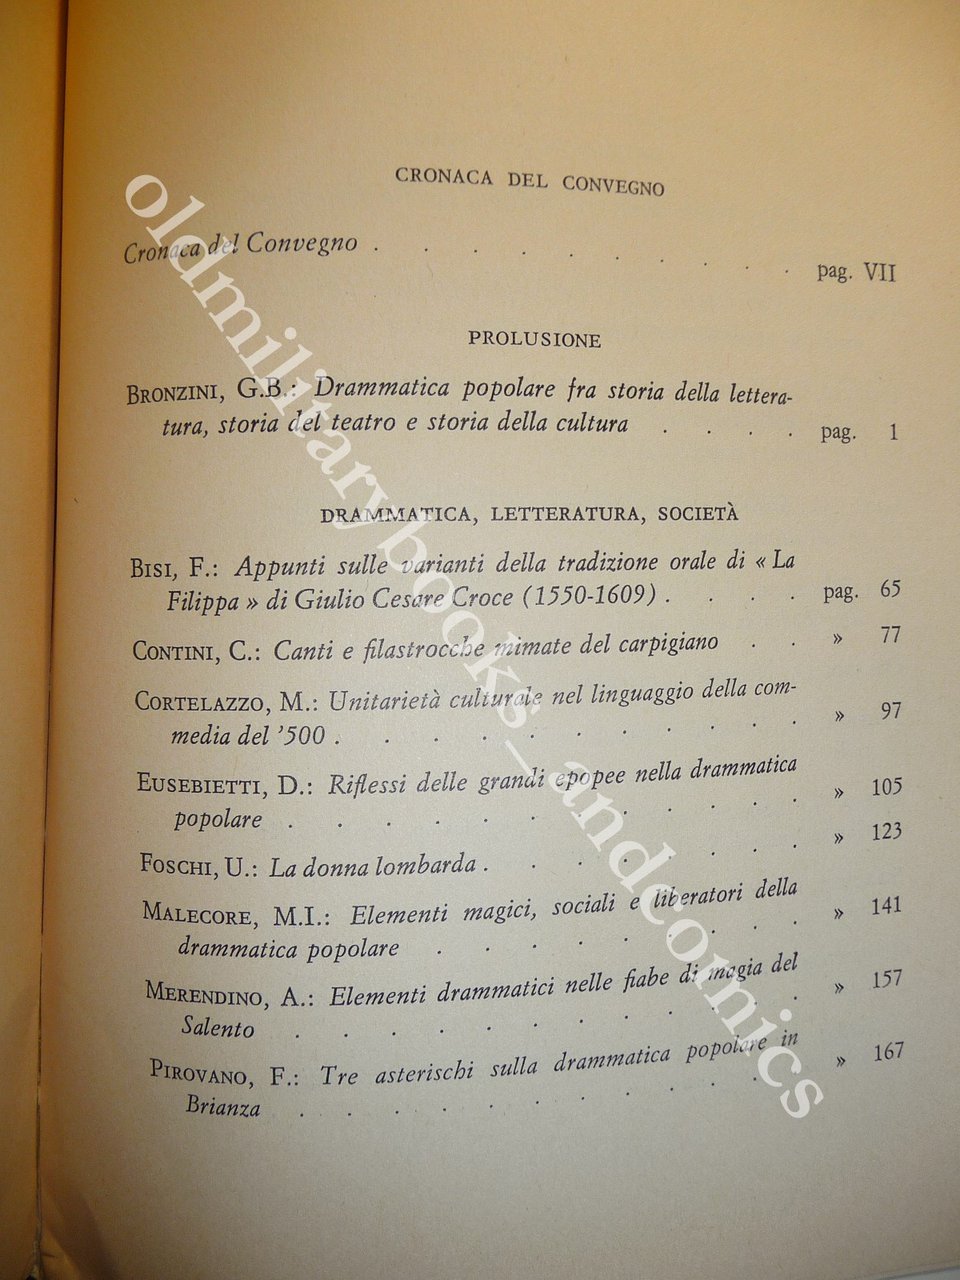 CRONACA DEL CONVEGNO
Cronaca del Convegno . . . . . . . . . . pag. VII
PROLUSIONE
BRONZINI, G.B.: Drammatica popolare fra storia della lettera-
tura, storia del teatro e storia della cultura . . . . pag. 1
DRAMMATICA, LETTERATURA, SOCIETÀ
BISI, F.: Appunti sulle varianti della tradizione orale di « La
Filippa » di Giulio Cesare Croce (1550-1609) . . . . pag. 65
CONTINI, C.: Canti e filastrocche mimate del carpigiano . . » 77
CORTELAZZO, M.: Unitarietà culturale nel linguaggio della com-
media del '500 . . . . . . . . . . » 97
EUSEBIETTI, D.: Riflessi delle grandi epopee nella drammatica
popolare . . . . . . . . . . . » 105
FOSCHI, U.: La donna lombarda . . . . . . . » 123
MALECORE, M.I.: Elementi magici, sociali e liberatori della
drammatica popolare . . . . . . . . » 141
MERENDINO, A.: Elementi drammatici nelle fiabe di magia del
Salento . . . . . . . . . . . » 157
PIROVANO, F.: Tre asterischi sulla drammatica popolare in
Brianza . . . . . . . . . . . » 167
oldmilitarybooks_andcomics